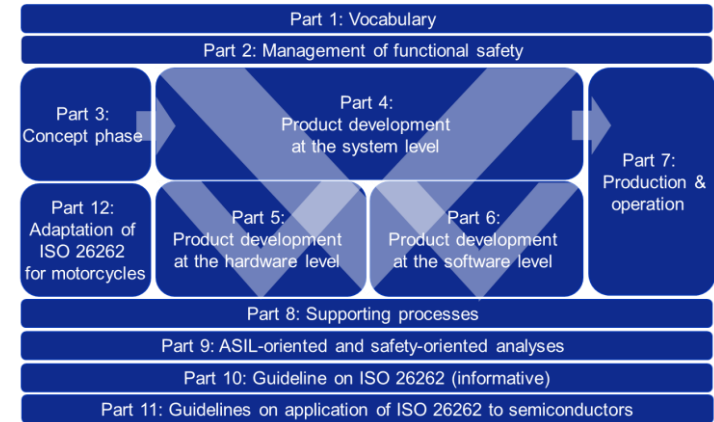 Part 1: Vocabulary
Part 2: Management of functional safety
Part 3:
Concept phase
Part 4:
Product development
at the system level
Part 7:
Production &
operation
Part 12:
Adaptation of
ISO 26262
for motorcycles
Part 5:
Product development
at the hardware level
Part 6:
Product development
at the software level
Part 8: Supporting processes
Part 9: ASIL-oriented and safety-oriented analyses
Part 10: Guideline on ISO 26262 (informative)
Part 11: Guidelines on application of ISO 26262 to semiconductors